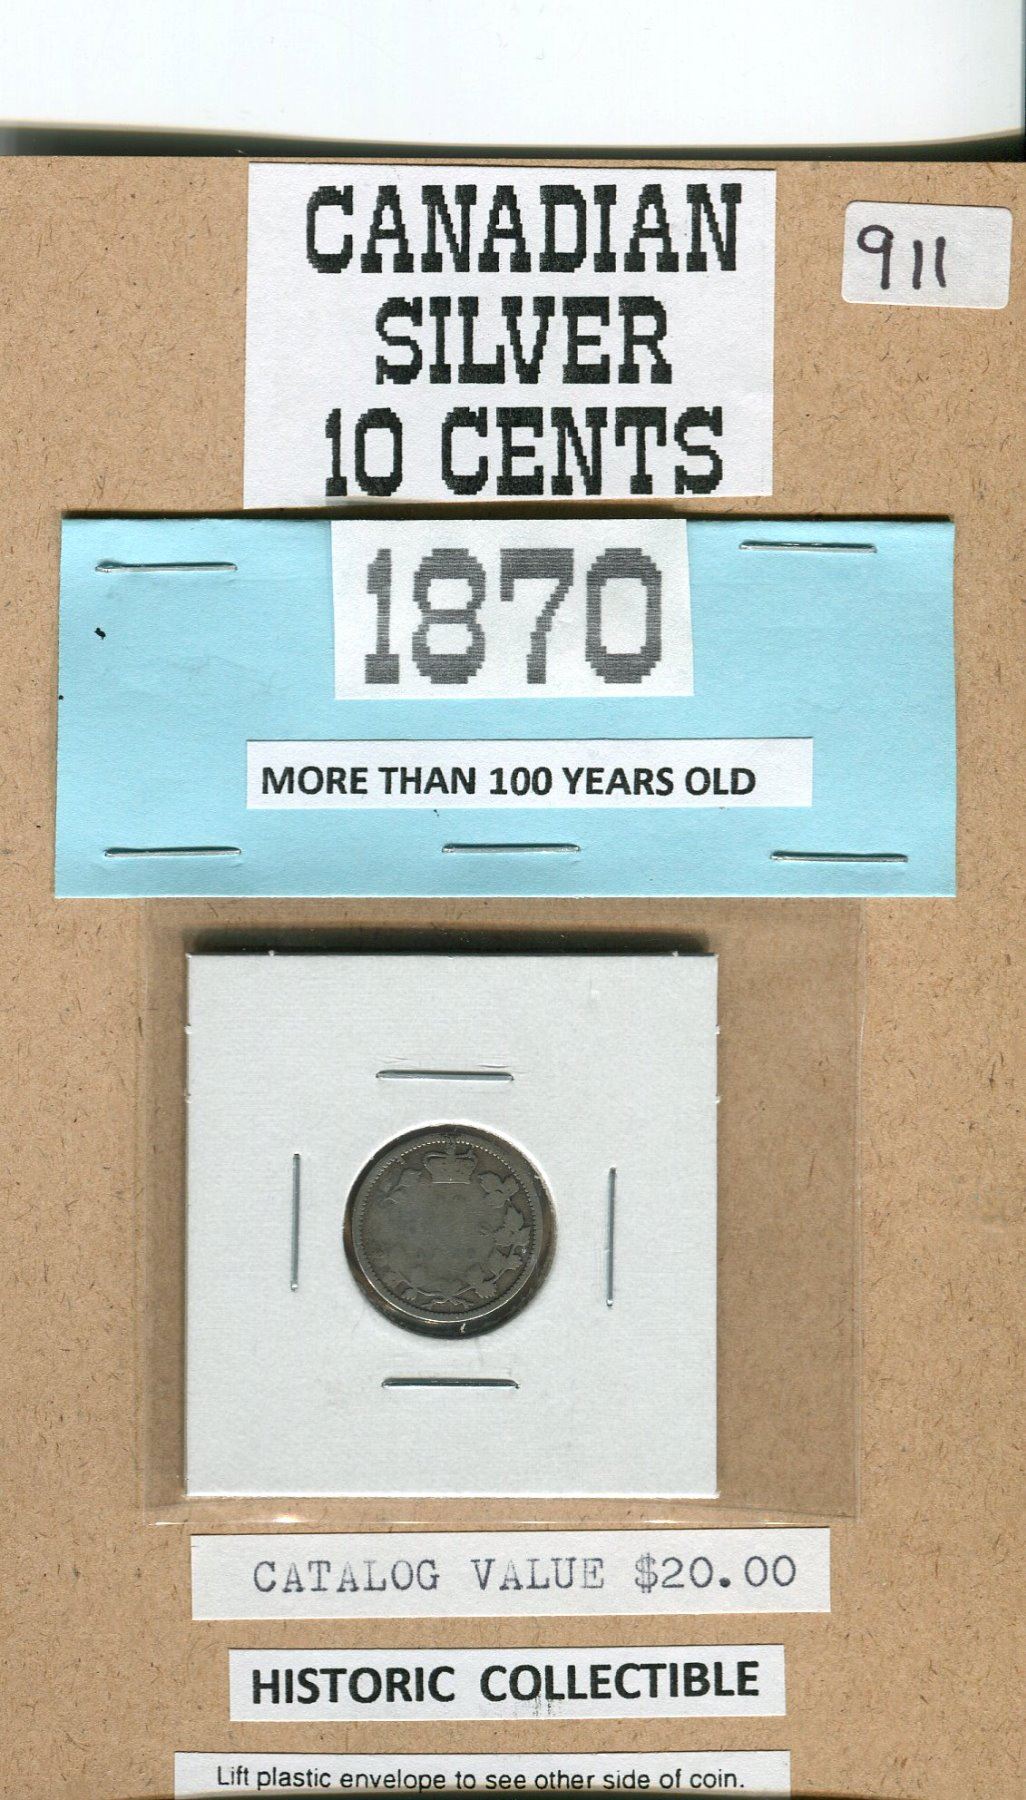 CANADIAN
SILVER
10 CENTS
911
1870
MORE THAN 100 YEARS OLD
CATALOG VALUE $20.00
HISTORIC COLLECTIBLE
Lift plastic envelope to see other side of coin.